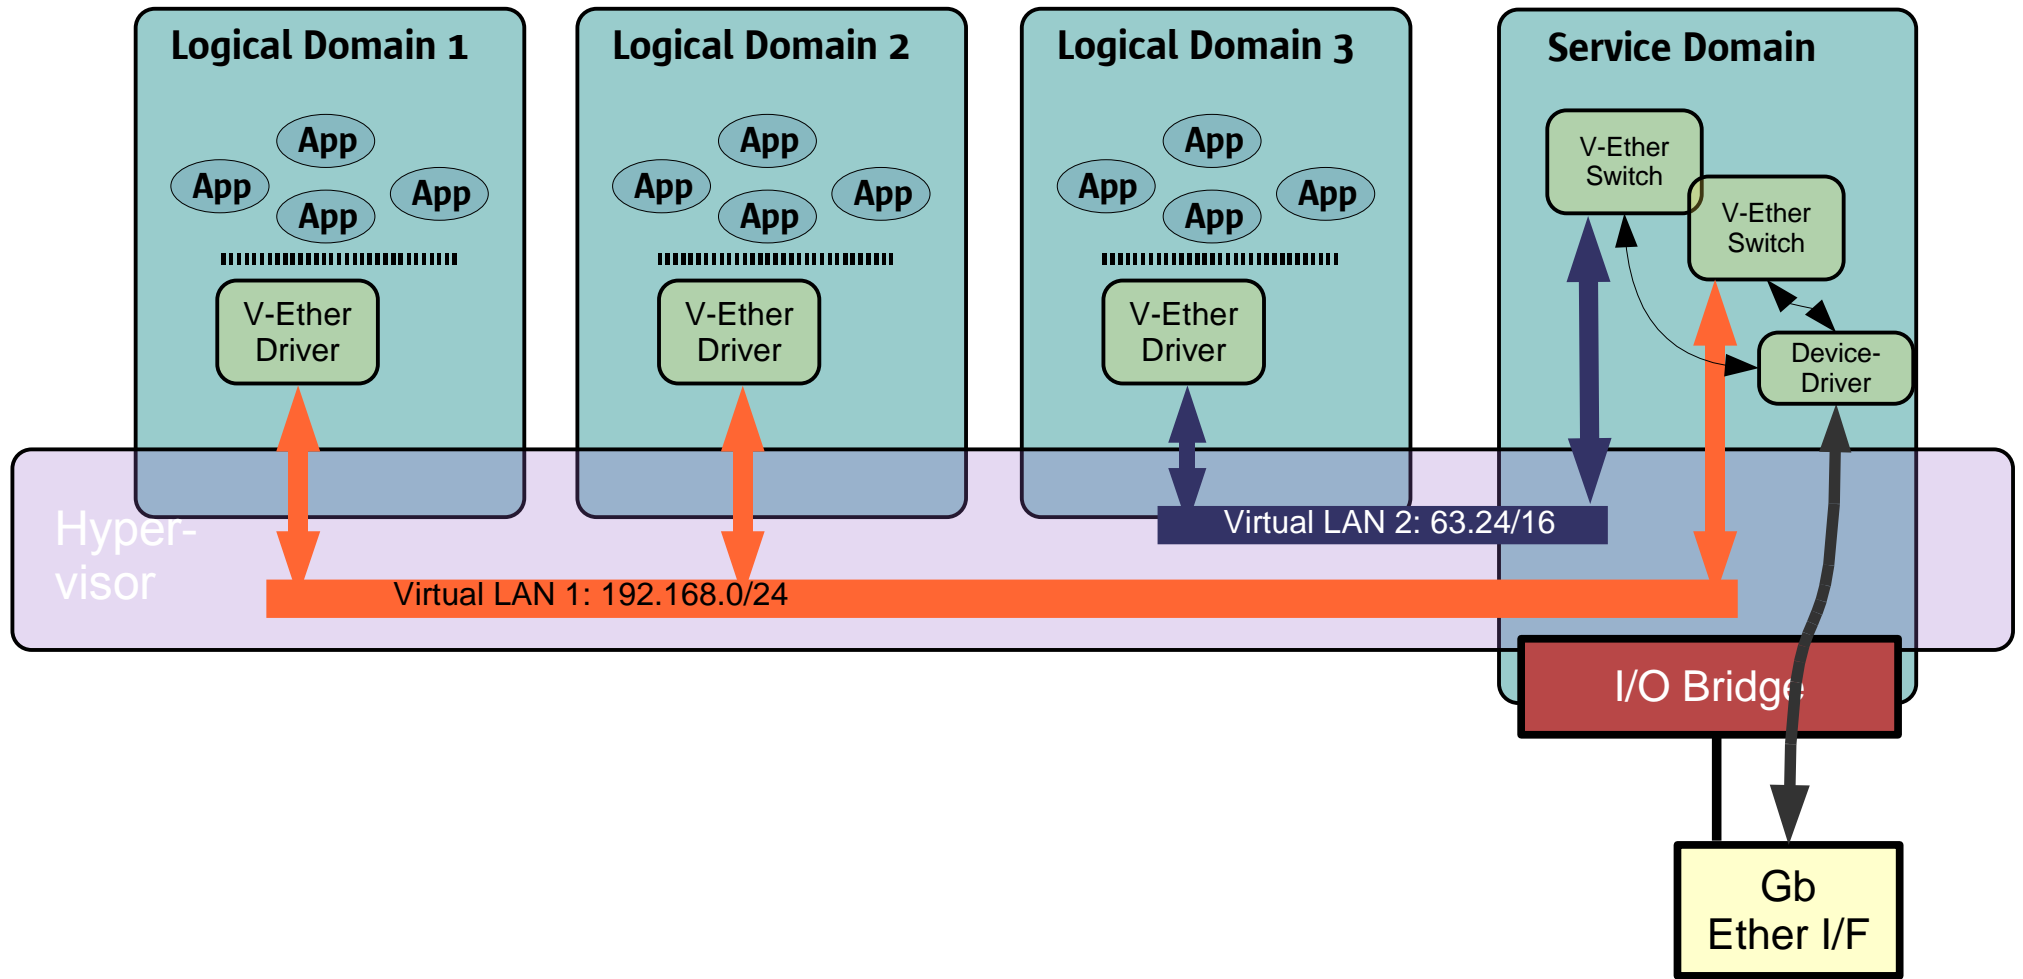 Logical Domain 1
App
App
App
App
V-Ether
Driver
Logical Domain 2
App
App
App
App
V-Ether
Driver
Logical Domain 3
App
App
App
App
V-Ether
Driver
Service Domain
V-Ether
Switch
V-Ether
Switch
Device-
Driver
Hyper-
visor
Virtual LAN 2: 63.24/16
Virtual LAN 1: 192.168.0/24
I/O Bridge
Gb
Ether I/F